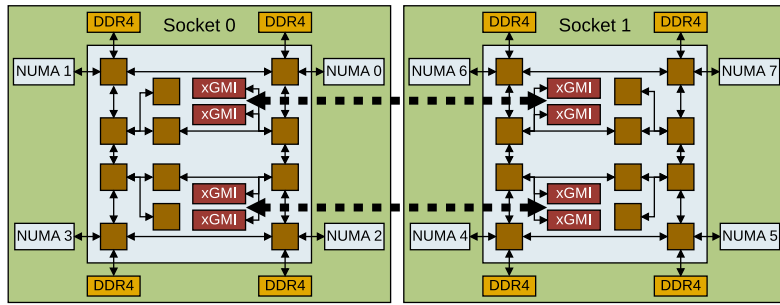 DDR4
Socket 0
DDR4
NUMA 1
NUMA 0
xGMI
xGMI
xGMI
xGMI
NUMA 3
NUMA 2
DDR4
DDR4
DDR4
Socket 1
DDR4
NUMA 6
NUMA 7
xGMI
xGMI
xGMI
xGMI
NUMA 4
NUMA 5
DDR4
DDR4